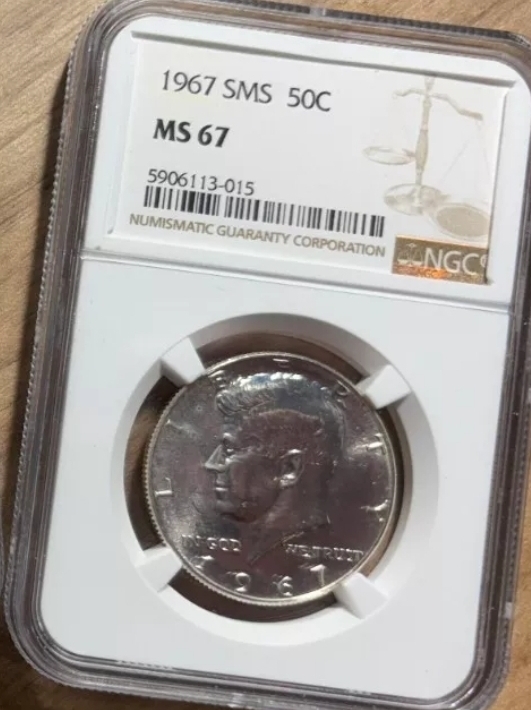 1967 SMS 50C
MS 67
5906113-015
NUMISMATIC GUARANTY CORPORATION
NGC
LIBERTY
IN GOD WE TRUST
1967